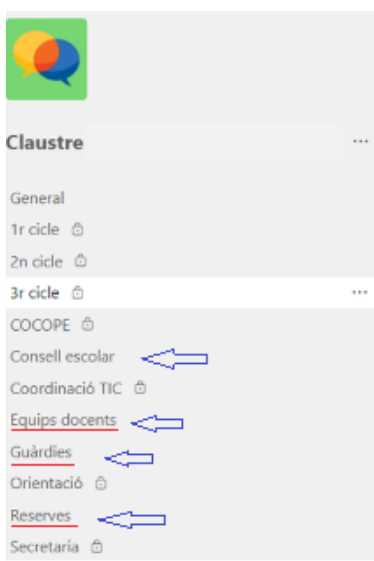 Claustre
General
1r cicle
2n cicle
3r cicle
COCOPE
Consell escolar
Coordinació TIC
Equips docents
Guàrdies
Orientació
Reserves
Secretaria